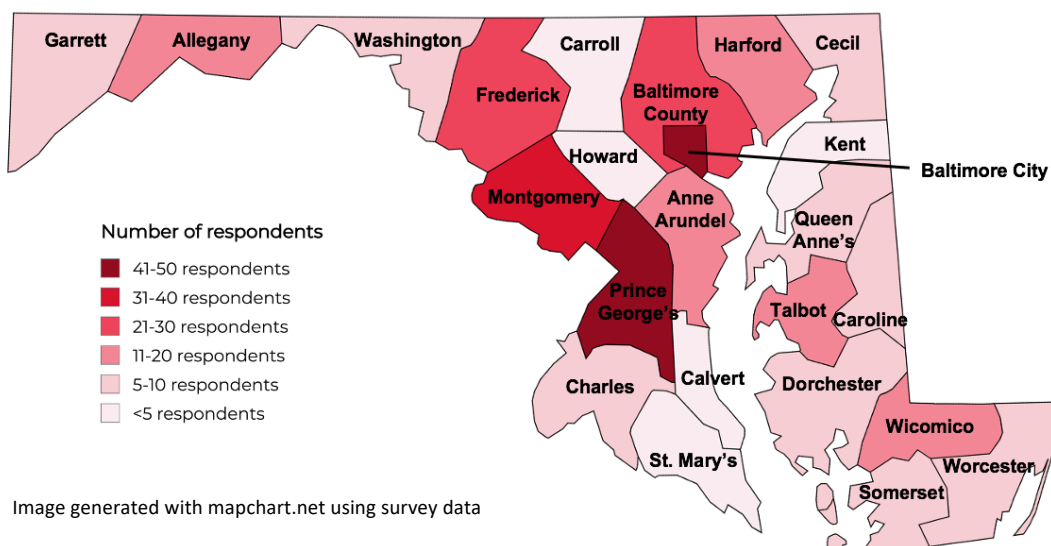 Garrett
Allegany
Washington
Carroll
Harford
Cecil
Frederick
Baltimore
County
Howard
Kent
Baltimore City
Montgomery
Anne
Arundel
Queen
Anne's
Number of respondents
41-50 respondents
31-40 respondents
21-30 respondents
11-20 respondents
5-10 respondents
<5 respondents
Prince
George's
Talbot
Caroline
Charles
Calvert
Dorchester
Wicomico
St. Mary's
Worcester
Somerset
Image generated with mapchart.net using survey data